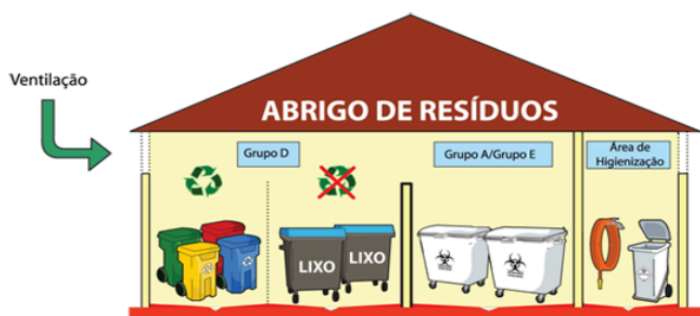 Ventilação
ABRIGO DE RESÍDUOS
Grupo D
Grupo A/Grupo E
Área de
Higienização
LIXO
LIXO